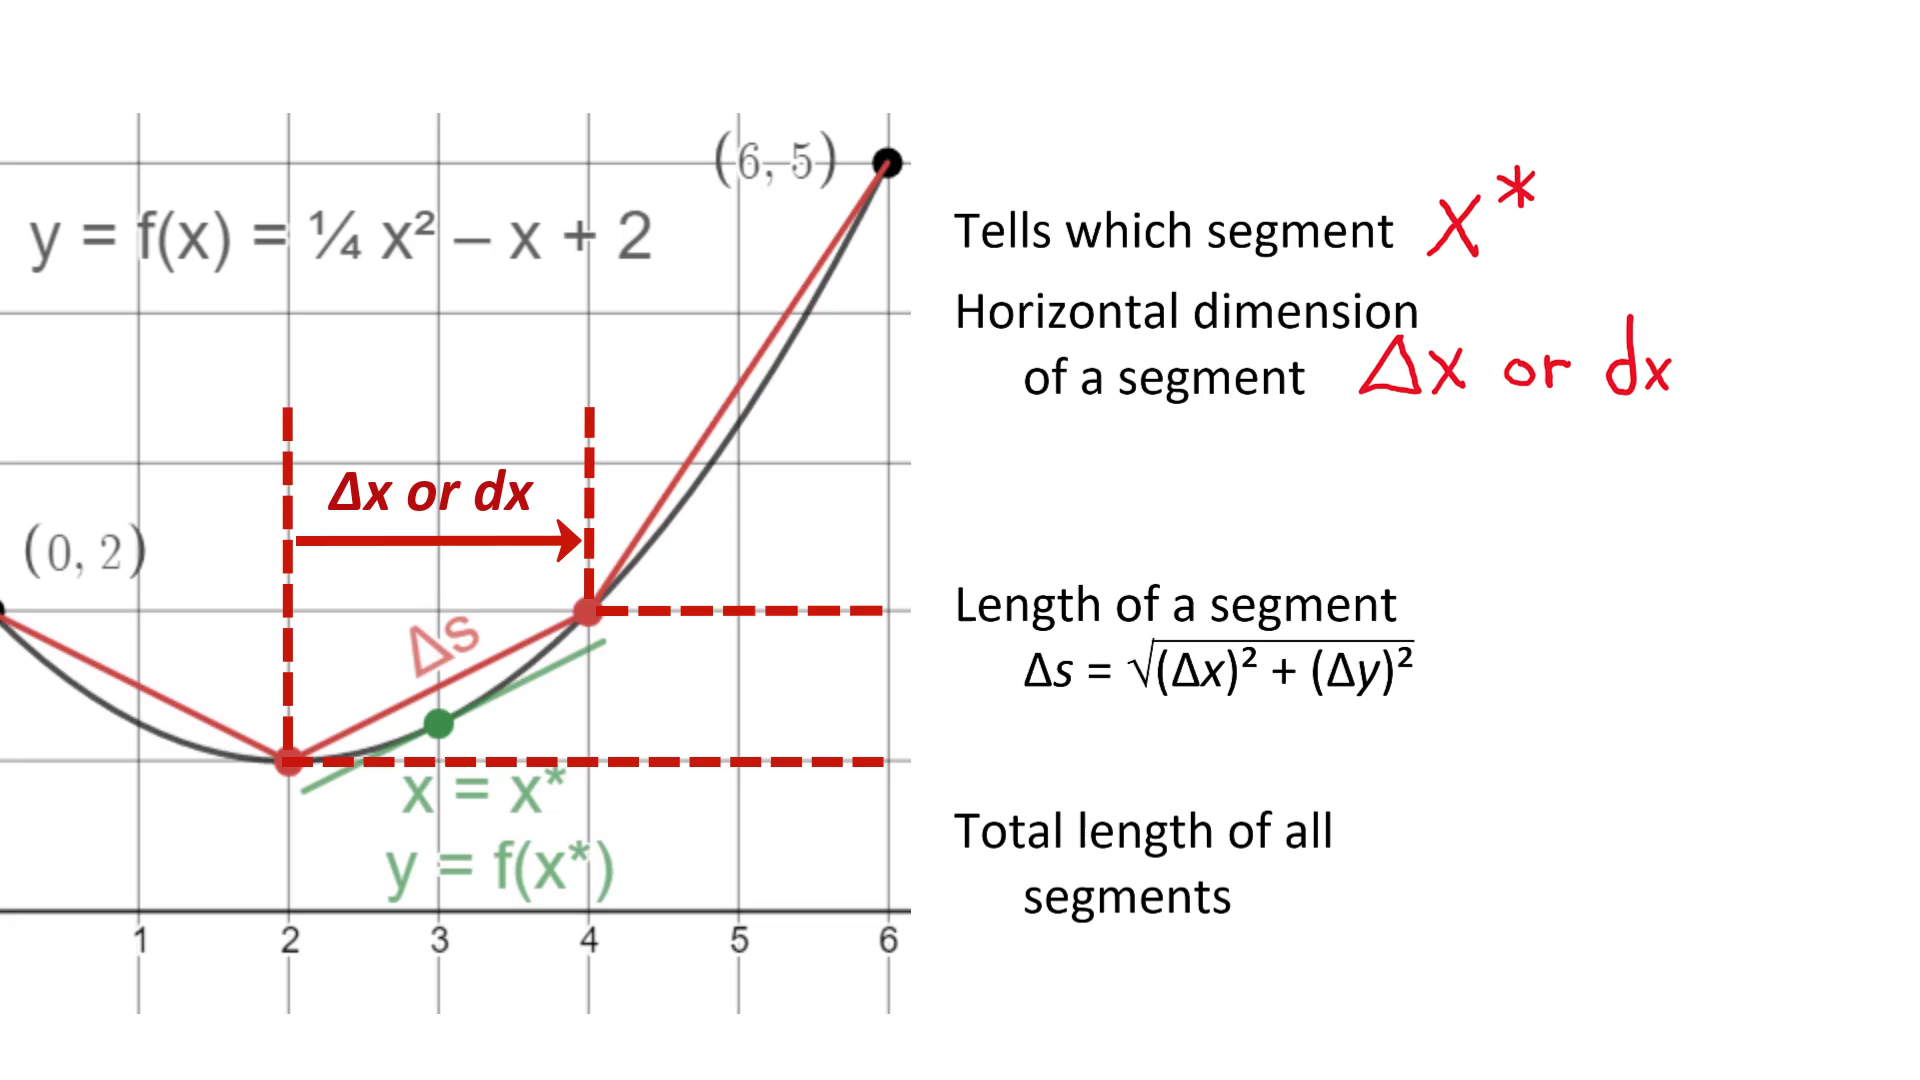 (6, 5)
y = f(x) = ¼ x² – x + 2
Δx or dx
(0, 2)
Δs
x = x*
y = f(x*)
1 2 3 4 5 6
Tells which segment x*
Horizontal dimension
of a segment Δx or dx
Length of a segment
Δs = √(Δx)² + (Δy)²
Total length of all
segments